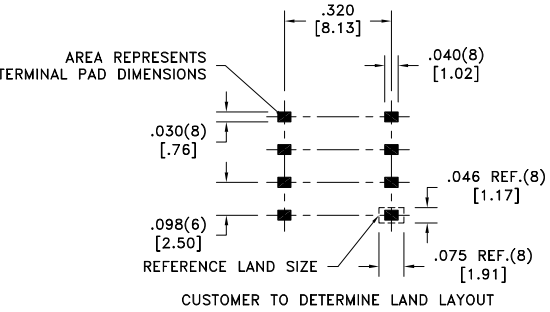 .320
[8.13]
AREA REPRESENTS
TERMINAL PAD DIMENSIONS
.040(8)
[1.02]
.030(8)
[.76]
.046 REF.(8)
[1.17]
.098(6)
[2.50]
REFERENCE LAND SIZE
.075 REF.(8)
[1.91]
CUSTOMER TO DETERMINE LAND LAYOUT